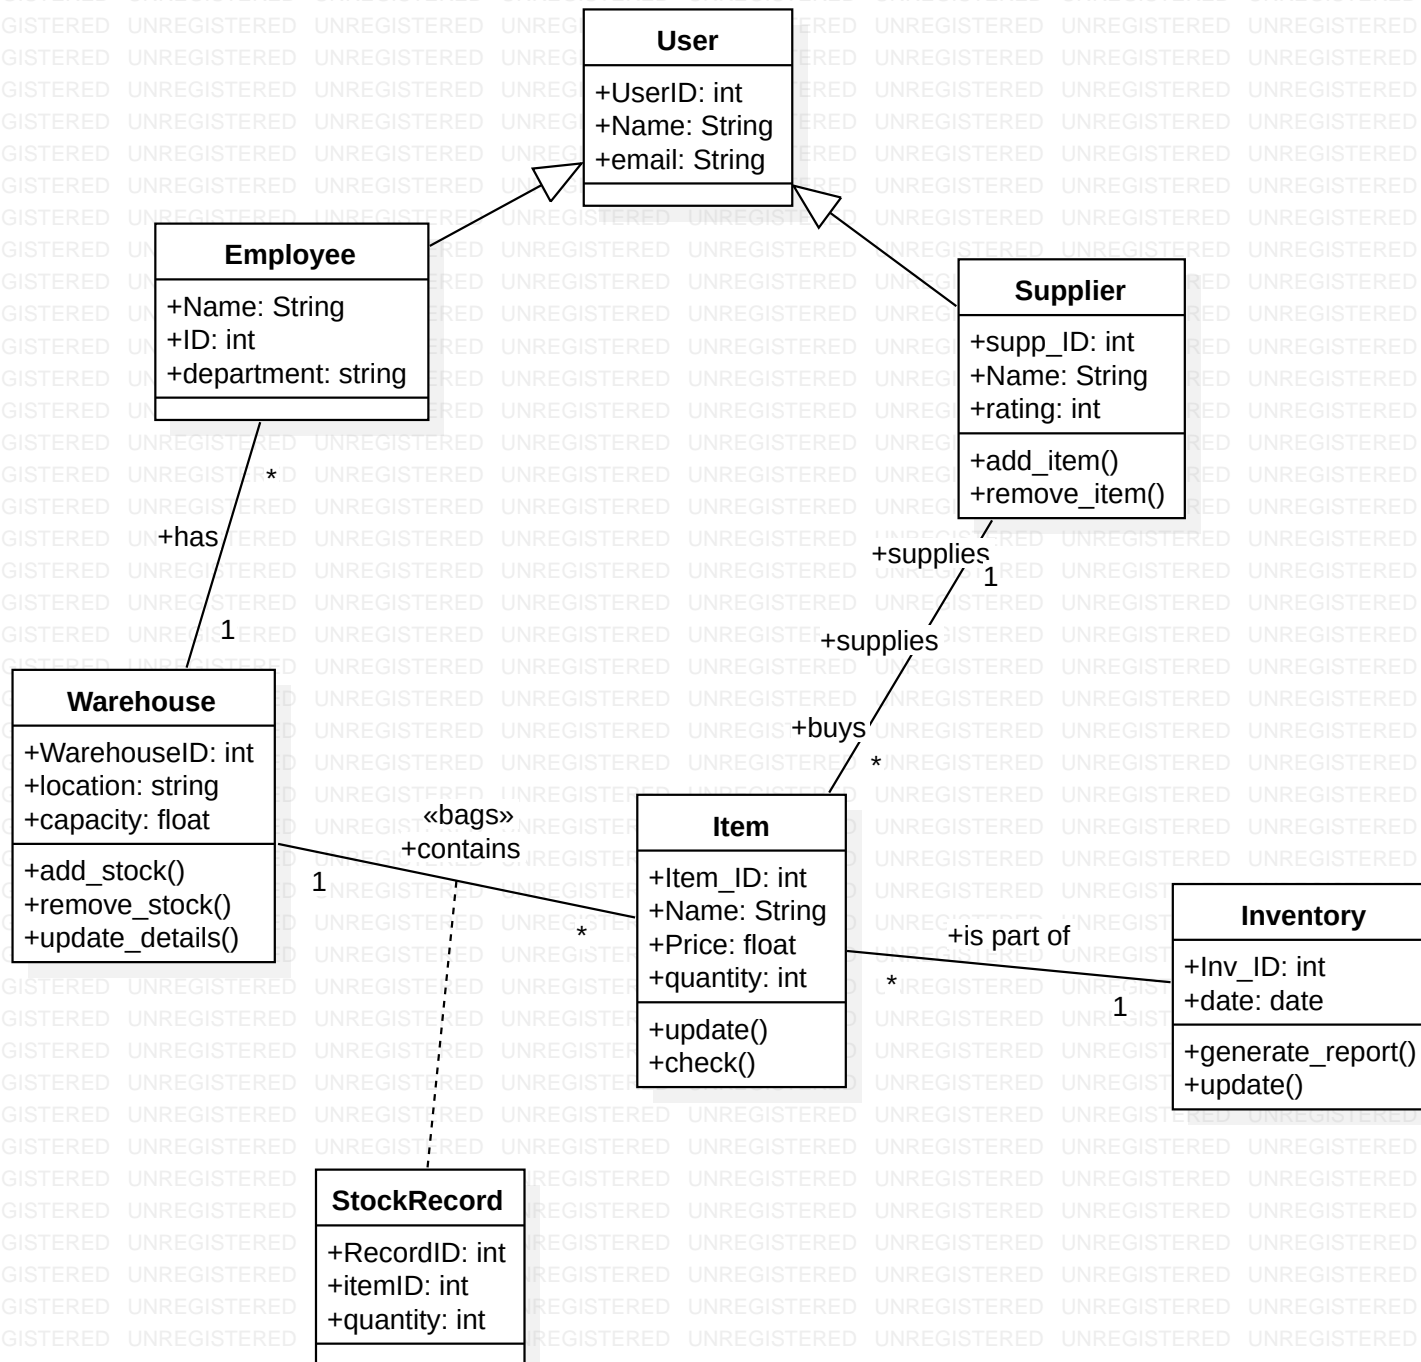 User
+UserID: int
+Name: String
+email: String
Employee
+Name: String
+ID: int
+department: string
Supplier
+supp_ID: int
+Name: String
+rating: int
+add_item()
+remove_item()
*
+has
1
+supplies
1
+supplies
+buys
*
Warehouse
+WarehouseID: int
+location: string
+capacity: float
+add_stock()
+remove_stock()
+update_details()
«bags»
+contains
1
*
Item
+Item_ID: int
+Name: String
+Price: float
+quantity: int
+update()
+check()
+is part of
*
1
Inventory
+Inv_ID: int
+date: date
+generate_report()
+update()
StockRecord
+RecordID: int
+itemID: int
+quantity: int
UNREGISTERED